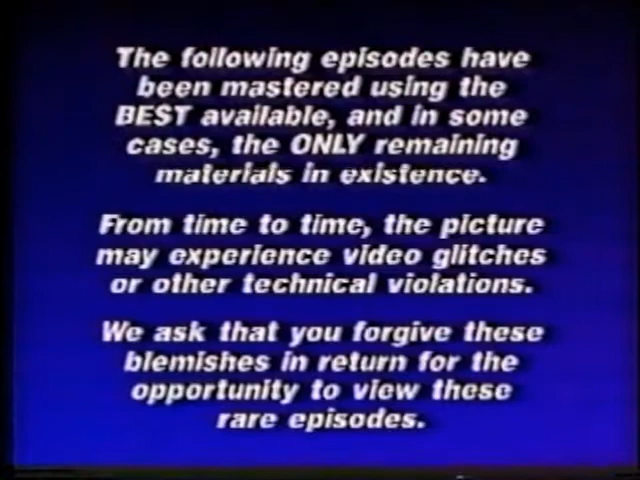 The following episodes have
been mastered using the
BEST available, and in some
cases, the ONLY remaining
materials in existence.
From time to time, the picture
may experience video glitches
or other technical violations.
We ask that you forgive these
blemishes in return for the
opportunity to view these
rare episodes.